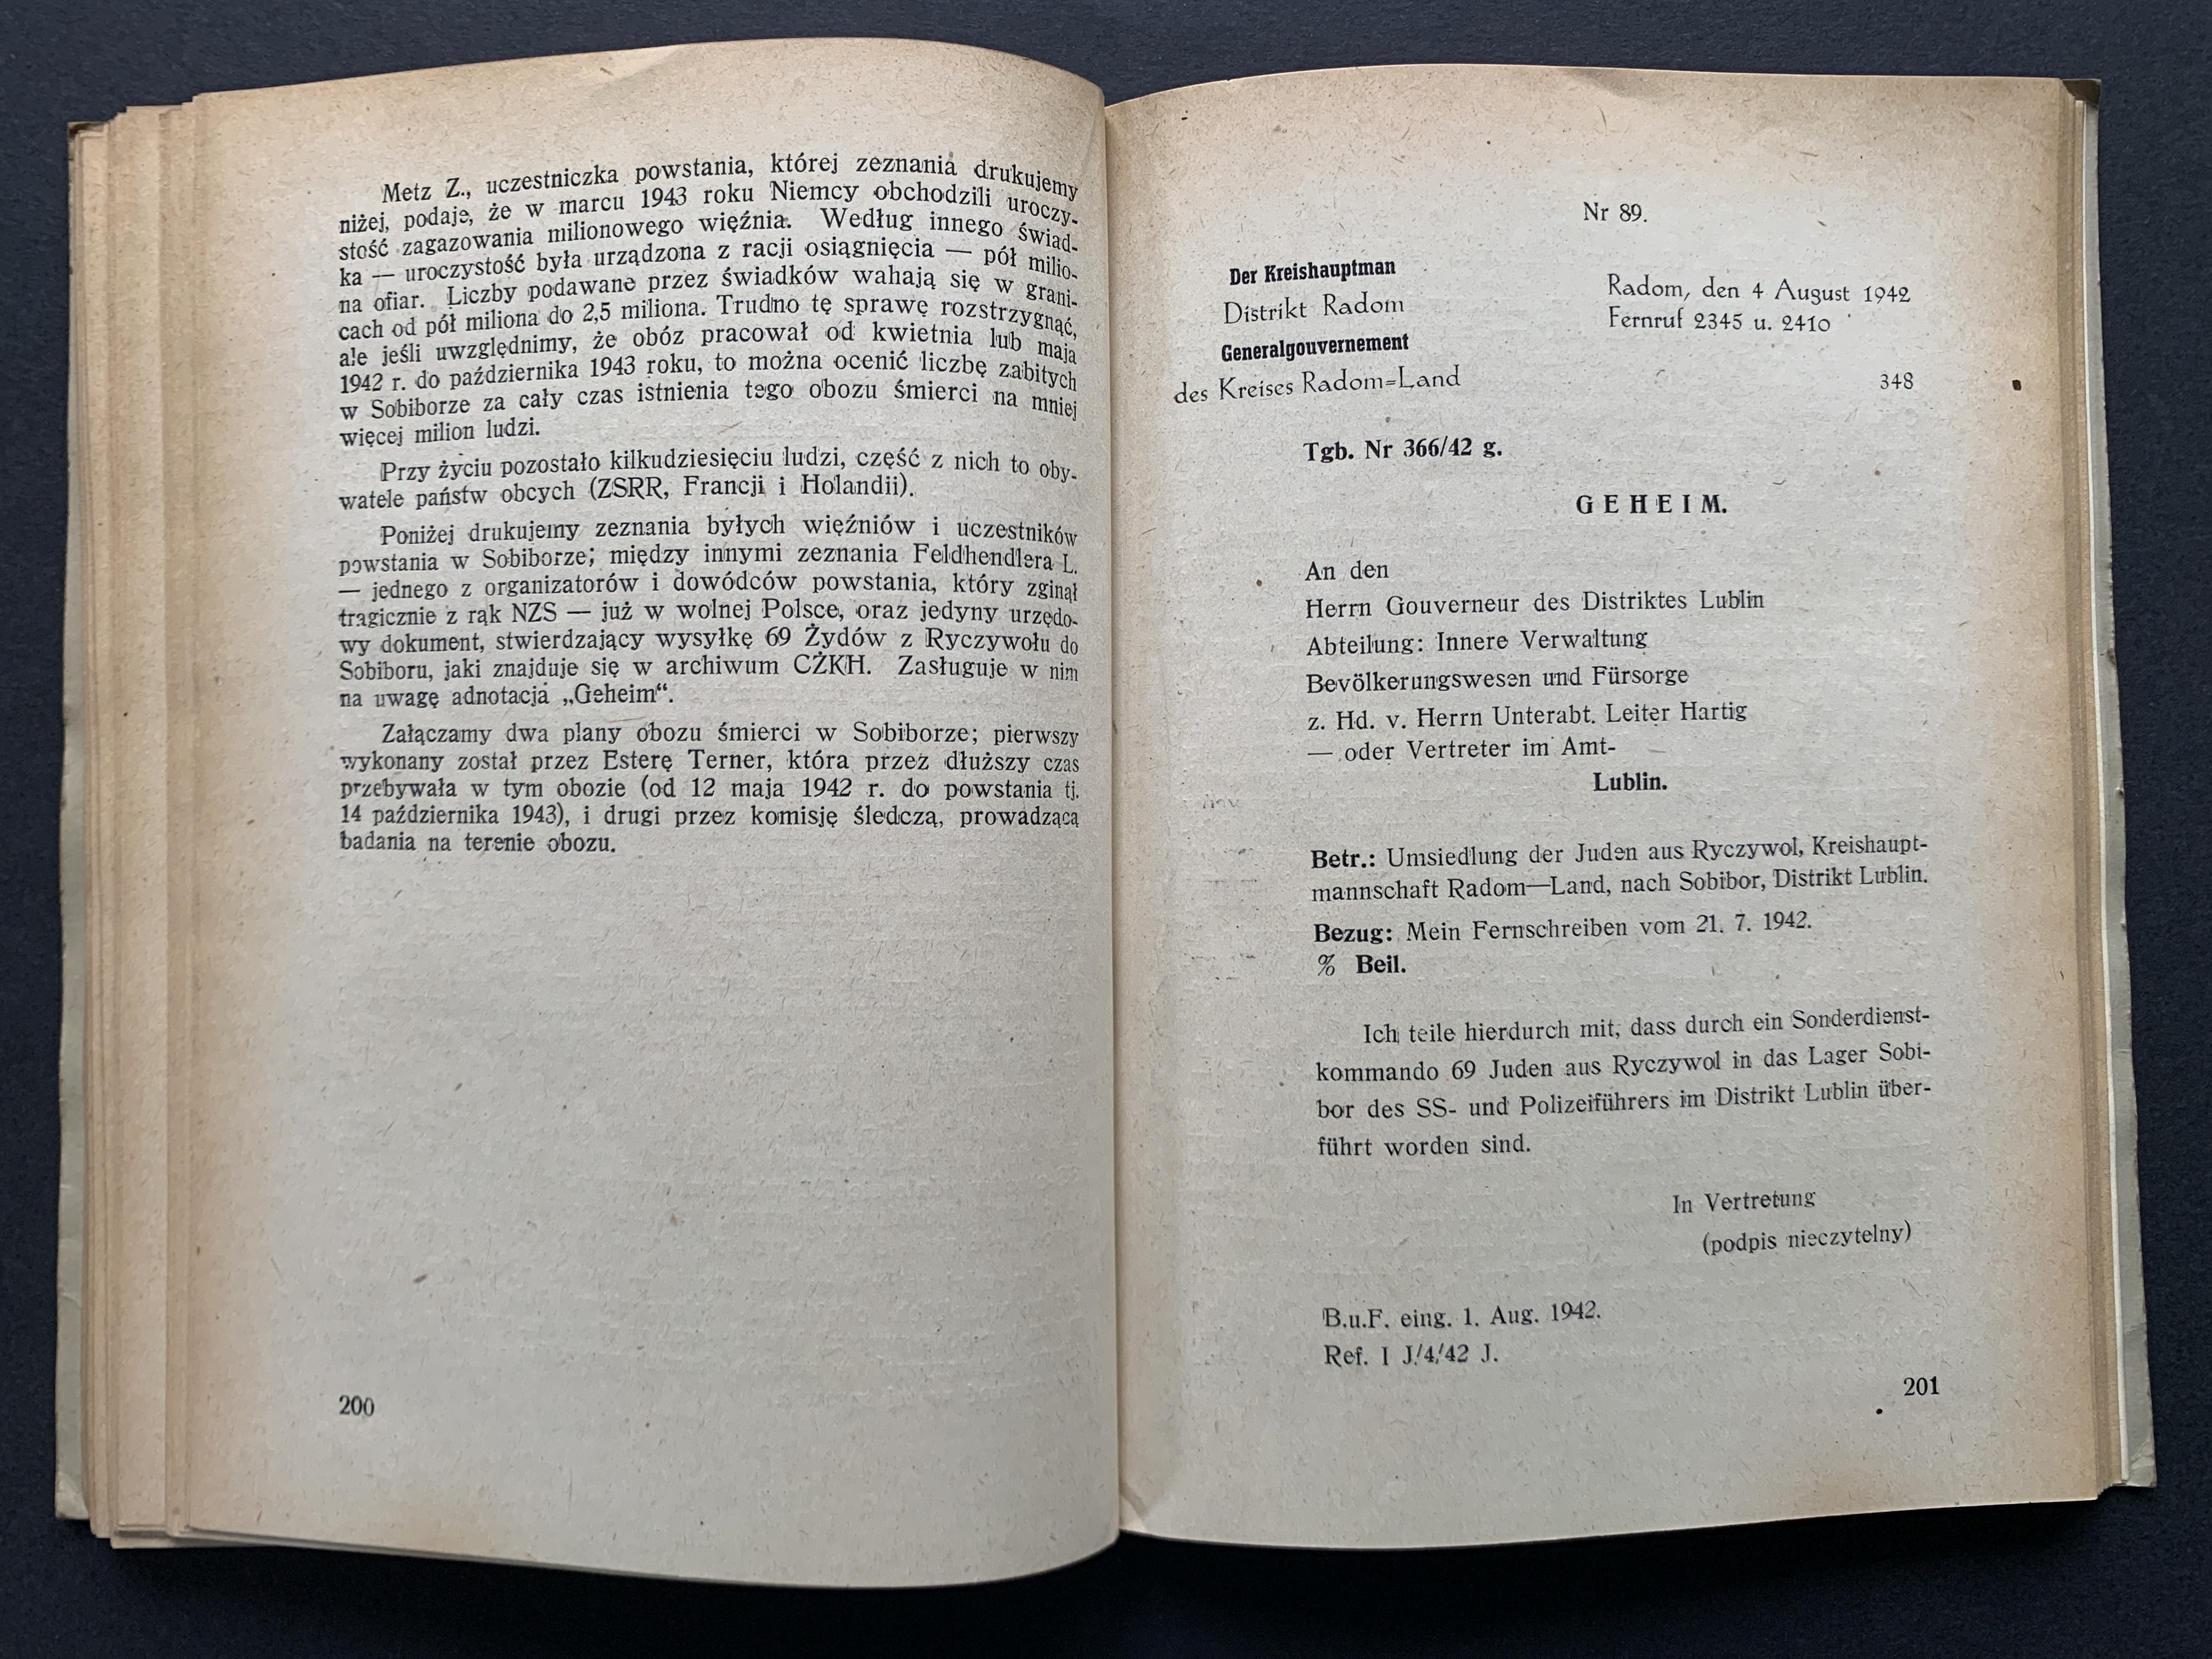 Metz Z., uczestniczka powstania, której zeznania drukujemy
niżej, podaje, że w marcu 1943 roku Niemcy obchodzili uroczy-
stość zagazowania milionowego więźnia. Według innego świad-
ka — uroczystość była urządzona z racji osiągnięcia — pół milio-
na ofiar. Liczby podawane przez świadków wahają się w grani-
cach od pół miliona do 2,5 miliona. Trudno tę sprawę rozstrzygnąć,
ale jeśli uwzględnimy, że obóz pracował od kwietnia lub maja
1942 r. do października 1943 roku, to można ocenić liczbę zabitych
w Sobiborze za cały czas istnienia tego obozu śmierci na mniej
więcej milion ludzi.
Przy życiu pozostało kilkudziesięciu ludzi, część z nich to oby-
watele państw obcych (ZSRR, Francji i Holandii).
Poniżej drukujemy zeznania byłych więźniów i uczestników
powstania w Sobiborze; między innymi zeznania Feldhendlera L.
— jednego z organizatorów i dowódców powstania, który zginął
tragicznie z rąk NZS — już w wolnej Polsce, oraz jedyny urzędo-
wy dokument, stwierdzający wysyłkę 69 Żydów z Ryczywołu do
Sobiboru, jaki znajduje się w archiwum CŻKH. Zasługuje w nim
na uwagę adnotacja „Geheim“.
Załączamy dwa plany obozu śmierci w Sobiborze; pierwszy
wykonany został przez Esterę Terner, która przez dłuższy czas
przebywała w tym obozie (od 12 maja 1942 r. do powstania tj.
14 października 1943), i drugi przez komisję śledczą, prowadzącą
badania na terenie obozu.
200
Nr 89.
Der Kreishauptman
Distrikt Radom
Generalgouvernement
des Kreises Radom=Land
Radom, den 4 August 1942
Fernruf 2345 u. 2410
348
Tgb. Nr 366/42 g.
GEHEIM.
An den
Herrn Gouverneur des Distriktes Lublin
Abteilung: Innere Verwaltung
Bevölkerungswesen und Fürsorge
z. Hd. v. Herrn Unterabt. Leiter Hartig
— oder Vertreter im Amt-
Lublin.
Betr.: Umsiedlung der Juden aus Ryczywol, Kreishaupt-
mannschaft Radom—Land, nach Sobibor, Distrikt Lublin.
Bezug: Mein Fernschreiben vom 21. 7. 1942.
% Beil.
Ich teile hierdurch mit, dass durch ein Sonderdienst-
kommando 69 Juden aus Ryczywol in das Lager Sobi-
bor des SS- und Polizeiführers im Distrikt Lublin über-
führt worden sind.
In Vertretung
(podpis nieczytelny)
B.u.F. eing. 1. Aug. 1942.
Ref. I J/4/42 J.
201